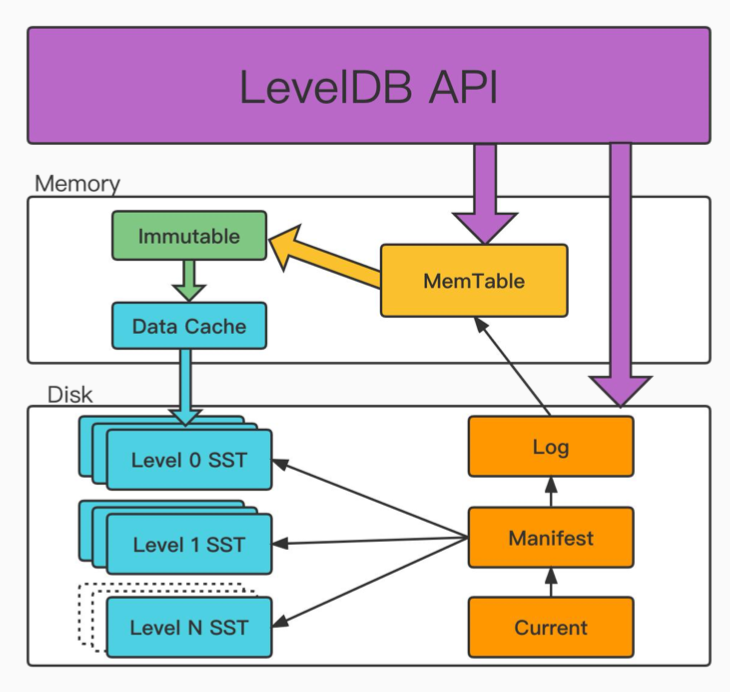 LevelDB API
Memory
Immutable
MemTable
Data Cache
Disk
Level 0 SST
Log
Level 1 SST
Manifest
Level N SST
Current